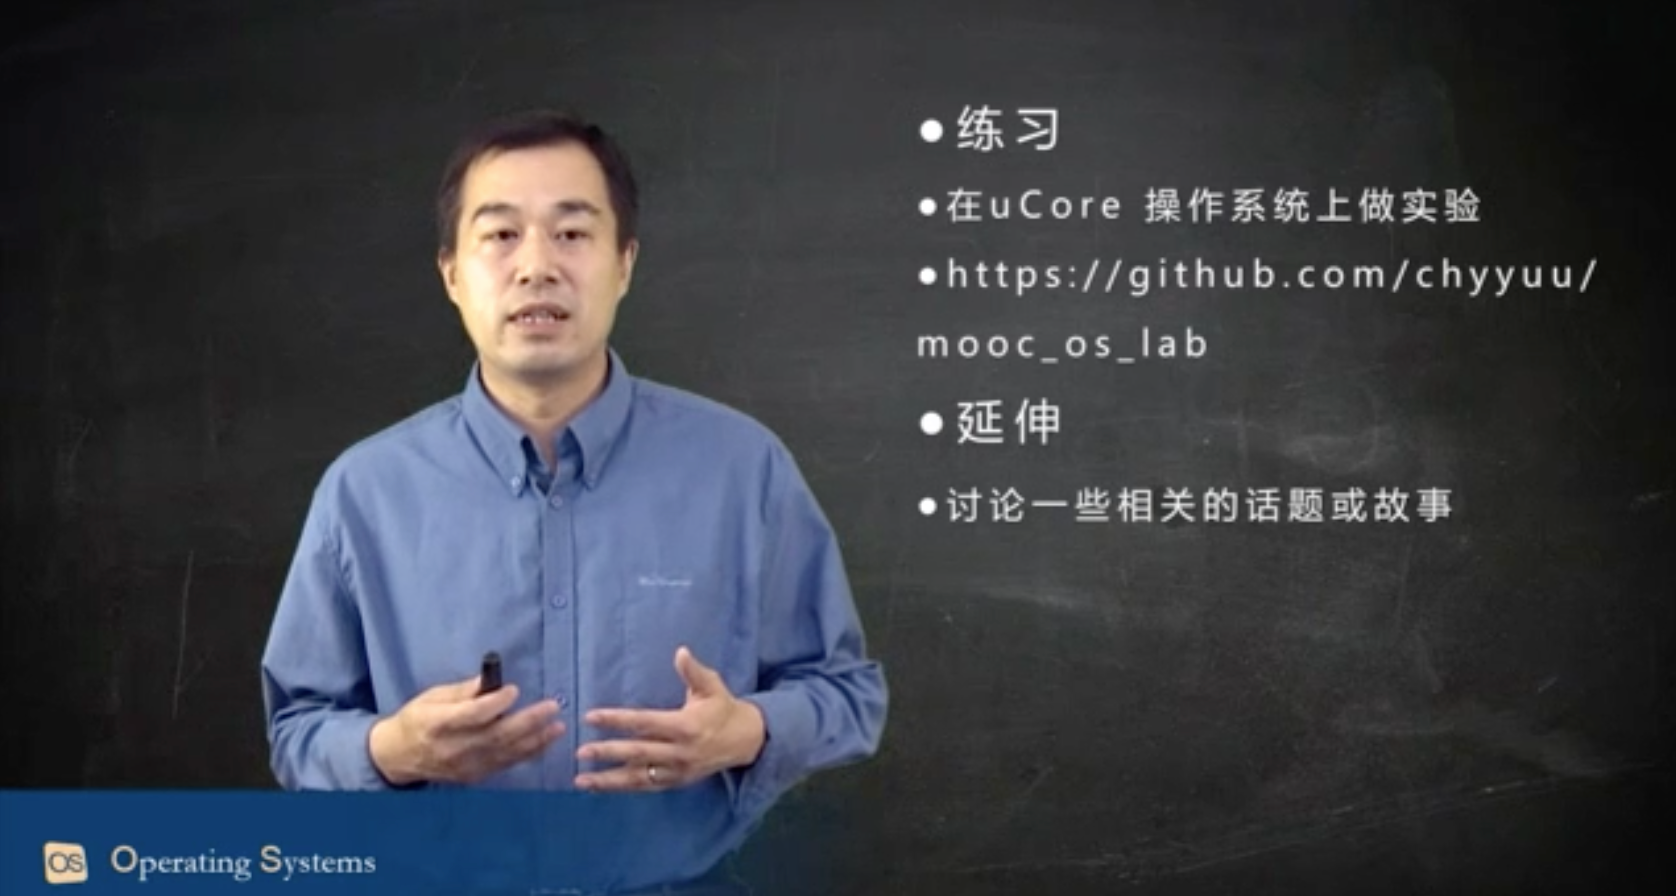 ●练习
●在uCore 操作系统上做实验
●https://github.com/chyyuu/
mooc_os_lab
●延伸
●讨论一些相关的话题或故事
OS Operating Systems